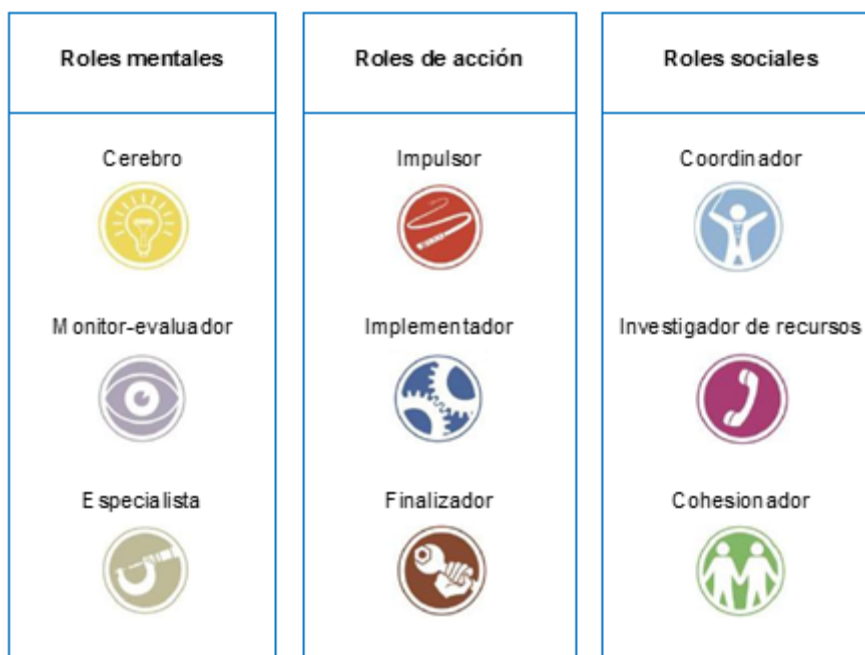 Roles mentales
Cerebro
Monitor-evaluador
Especialista
Roles de acción
Impulsor
Implementador
Finalizador
Roles sociales
Coordinador
Investigador de recursos
Cohesionador